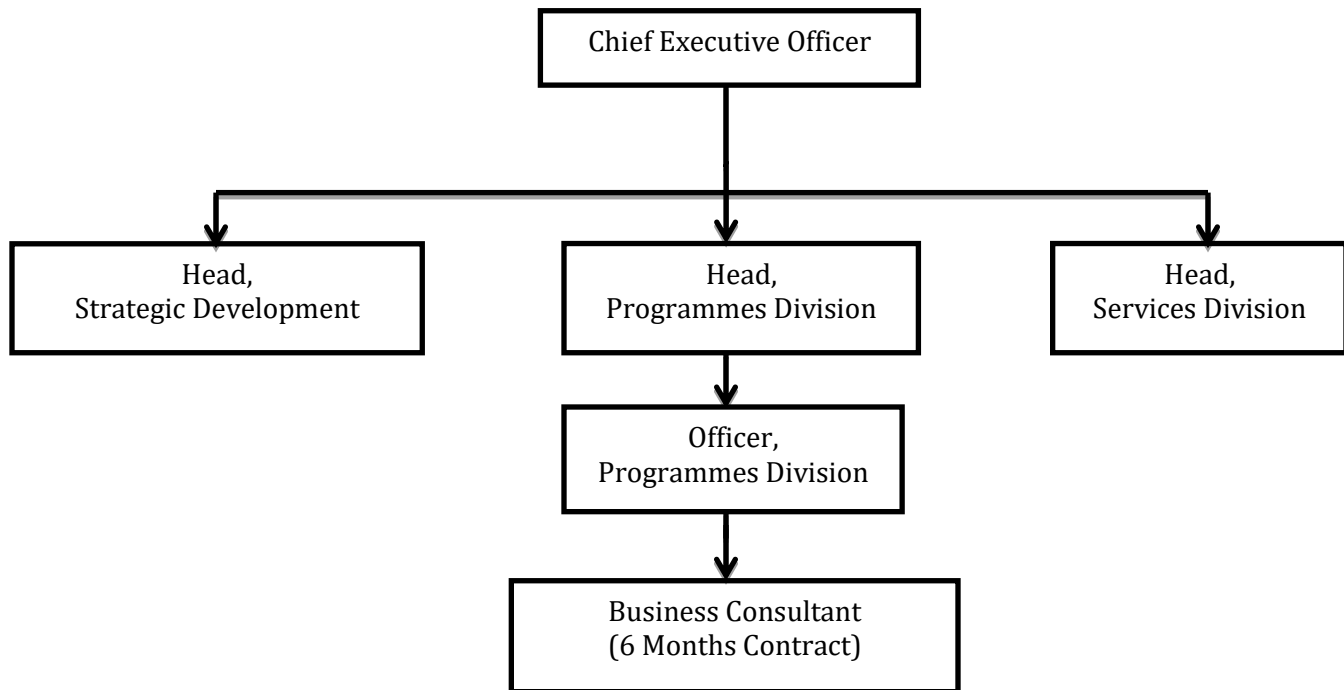 Chief Executive Officer
Head,
Strategic Development
Head,
Programmes Division
Head,
Services Division
Officer,
Programmes Division
Business Consultant
(6 Months Contract)